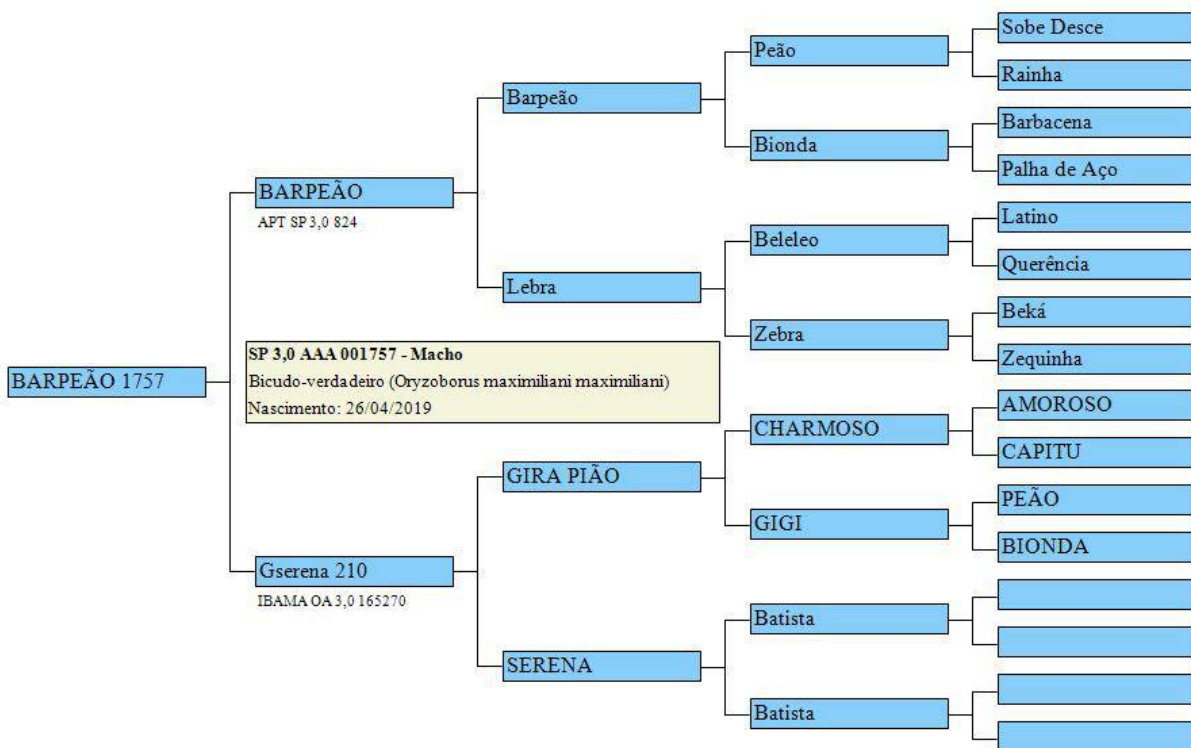 Sobe Desce
Peão
Rainha
Barpeão
Barbacena
Bionda
Palha de Aço
BARPEÃO
APT SP 3,0 824
Latino
Beleleo
Querência
Lebra
Beká
Zebra
Zequinha
SP 3,0 AAA 001757 - Macho
Bicudo-verdadeiro (Oryzoborus maximiliani maximiliani)
Nascimento: 26/04/2019
BARPEÃO 1757
AMOROSO
CHARMOSO
CAPITU
GIRA PIÃO
PEÃO
GIGI
BIONDA
Gserena 210
IBAMA OA 3,0 165270
Batista
SERENA
Batista